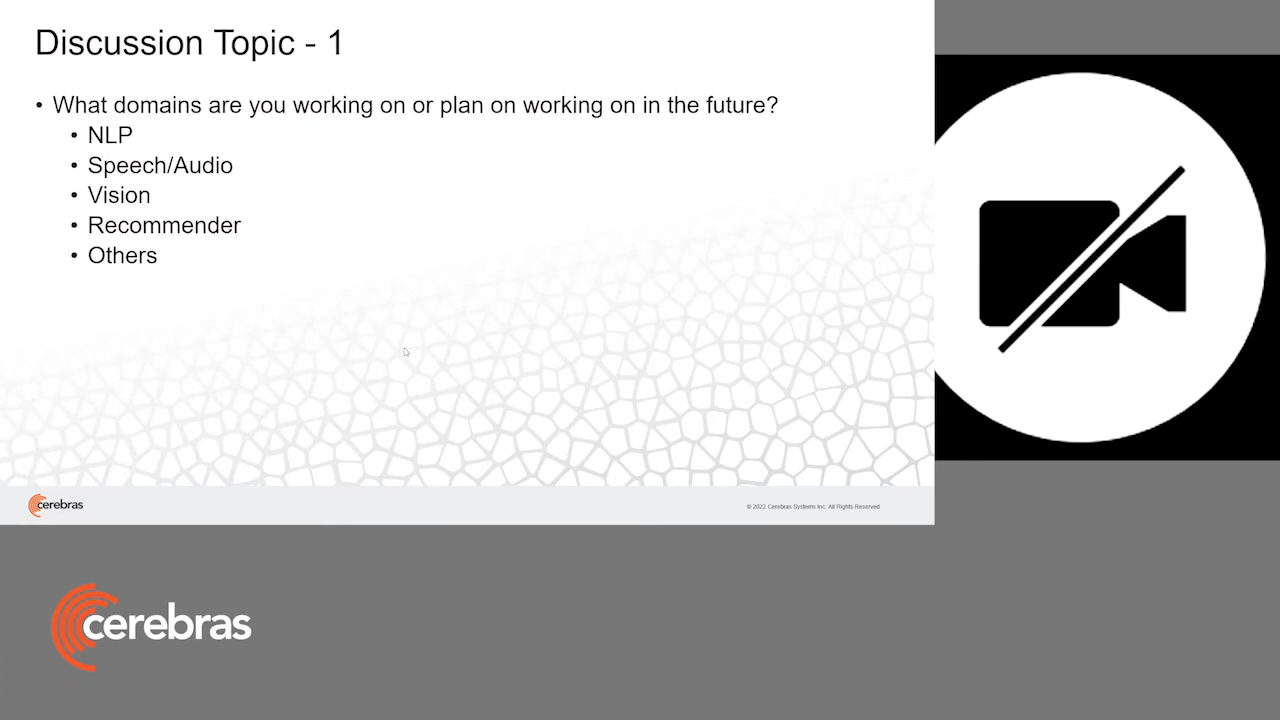 Discussion Topic - 1
• What domains are you working on or plan on working on in the future?
• NLP
• Speech/Audio
• Vision
• Recommender
• Others
cerebras
© 2022 Cerebras Systems Inc. All Rights Reserved
cerebras